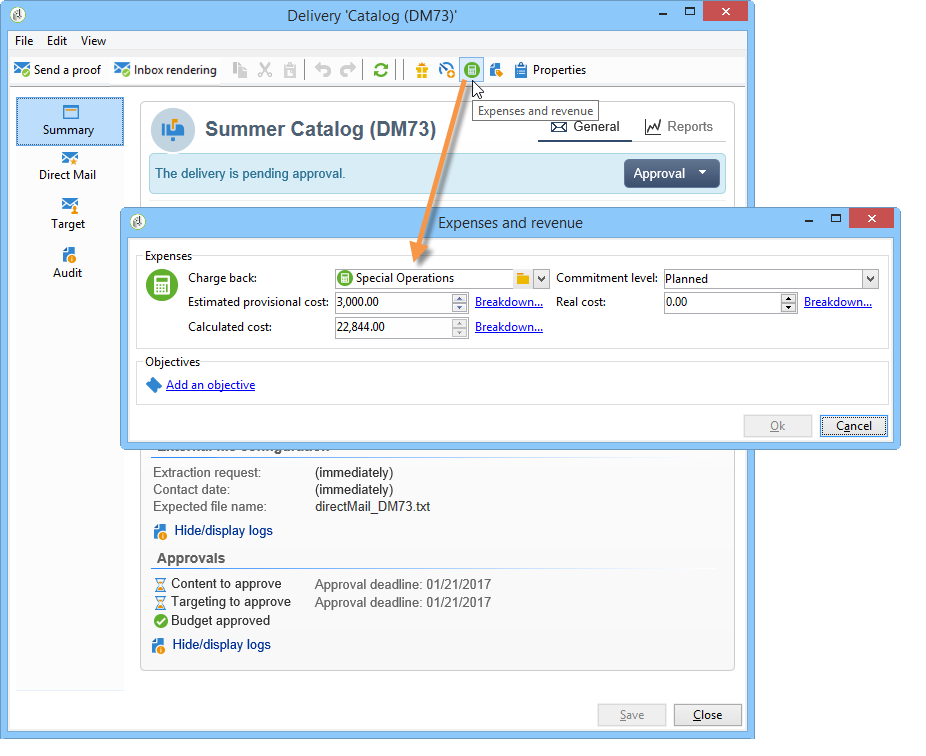 Delivery 'Catalog (DM73)'
File Edit View
Send a proof Inbox rendering Properties
Expenses and revenue
Summary
Direct Mail
Target
Audit
Summer Catalog (DM73)
General Reports
The delivery is pending approval.
Approval
Expenses and revenue
Expenses
Charge back: Special Operations Commitment level: Planned
Estimated provisional cost: 3,000.00 Breakdown... Real cost: 0.00 Breakdown...
Calculated cost: 22,844.00 Breakdown...
Objectives
Add an objective
Ok Cancel
External file configuration
Extraction request: (immediately)
Contact date: (immediately)
Expected file name: directMail_DM73.txt
Hide/display logs
Approvals
Content to approve Approval deadline: 01/21/2017
Targeting to approve Approval deadline: 01/21/2017
Budget approved
Hide/display logs
Save Close